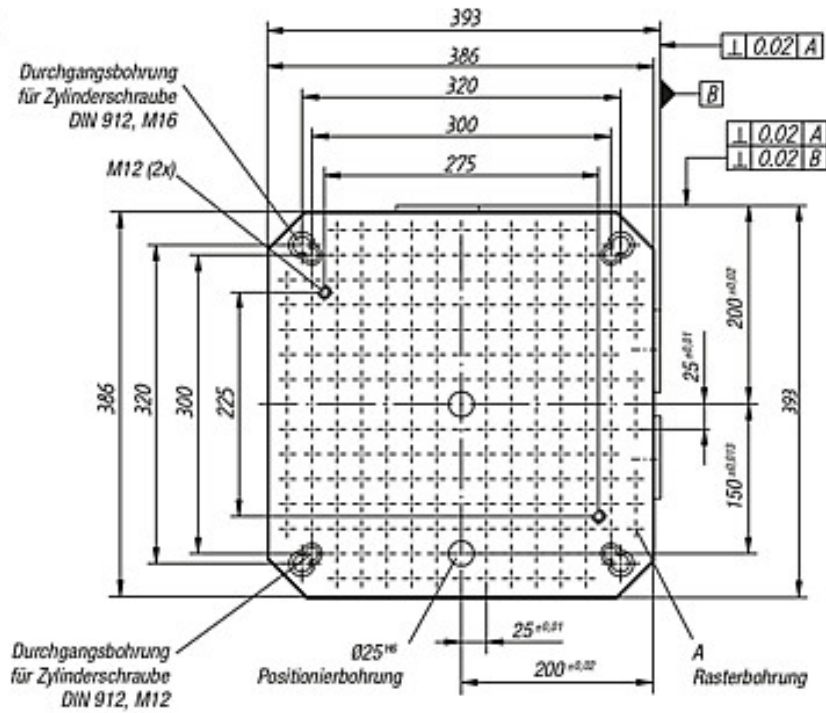 393
⊥ 0.02 A
386
Durchgangsbohrung
für Zylinderschraube
DIN 912, M16
320
B
300
⊥ 0.02 A
⊥ 0.02 B
M12 (2x)
275
200 ±0,02
25 ±0,01
386
320
300
225
393
150 ±0,013
Durchgangsbohrung
für Zylinderschraube
DIN 912, M12
Ø25 H6
Positionierbohrung
25 ±0,01
200 ±0,02
A
Rasterbohrung